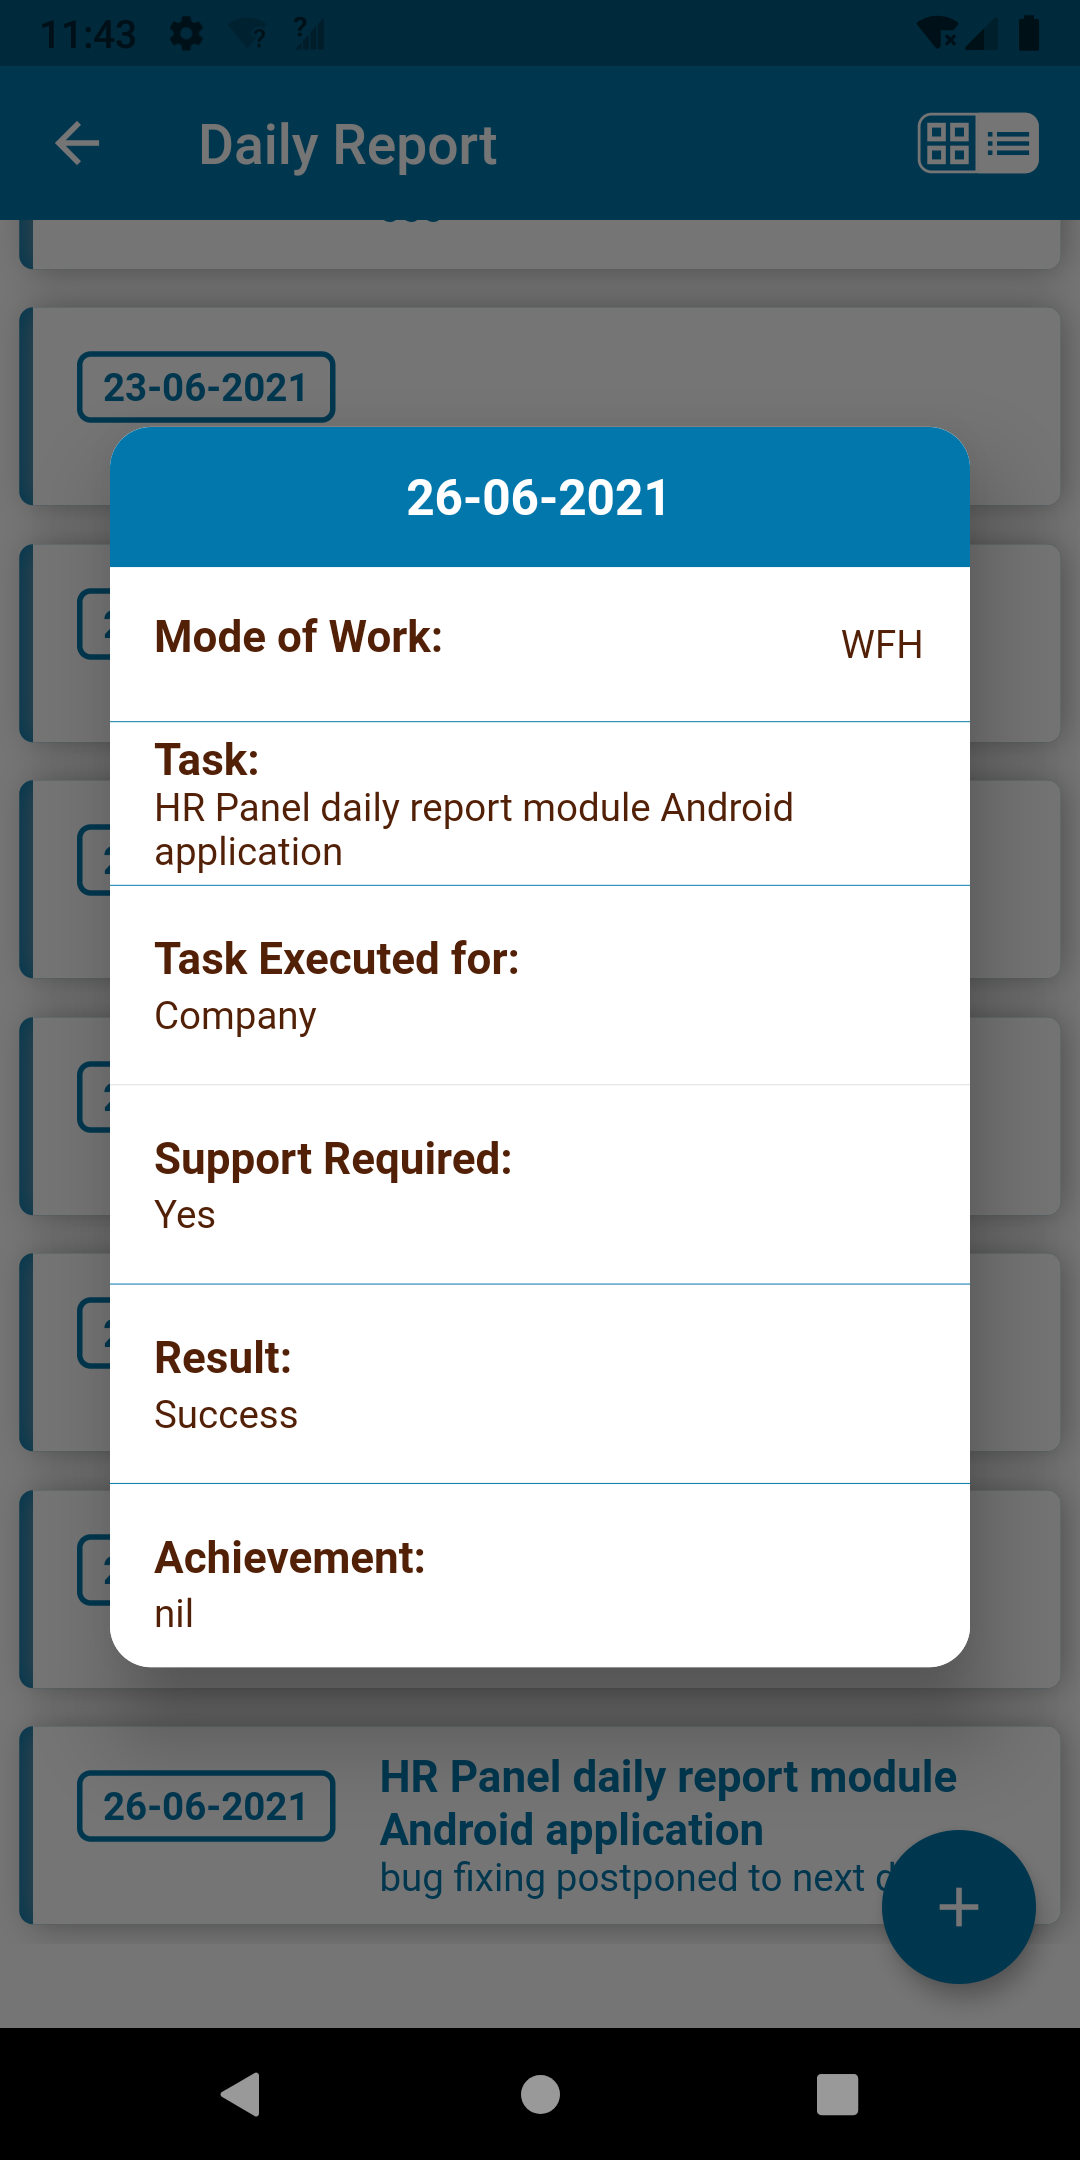 11:43
Daily Report
23-06-2021
26-06-2021
Mode of Work:
WFH
Task:
HR Panel daily report module Android
application
Task Executed for:
Company
Support Required:
Yes
Result:
Success
Achievement:
nil
26-06-2021
HR Panel daily report module
Android application
bug fixing postponed to next